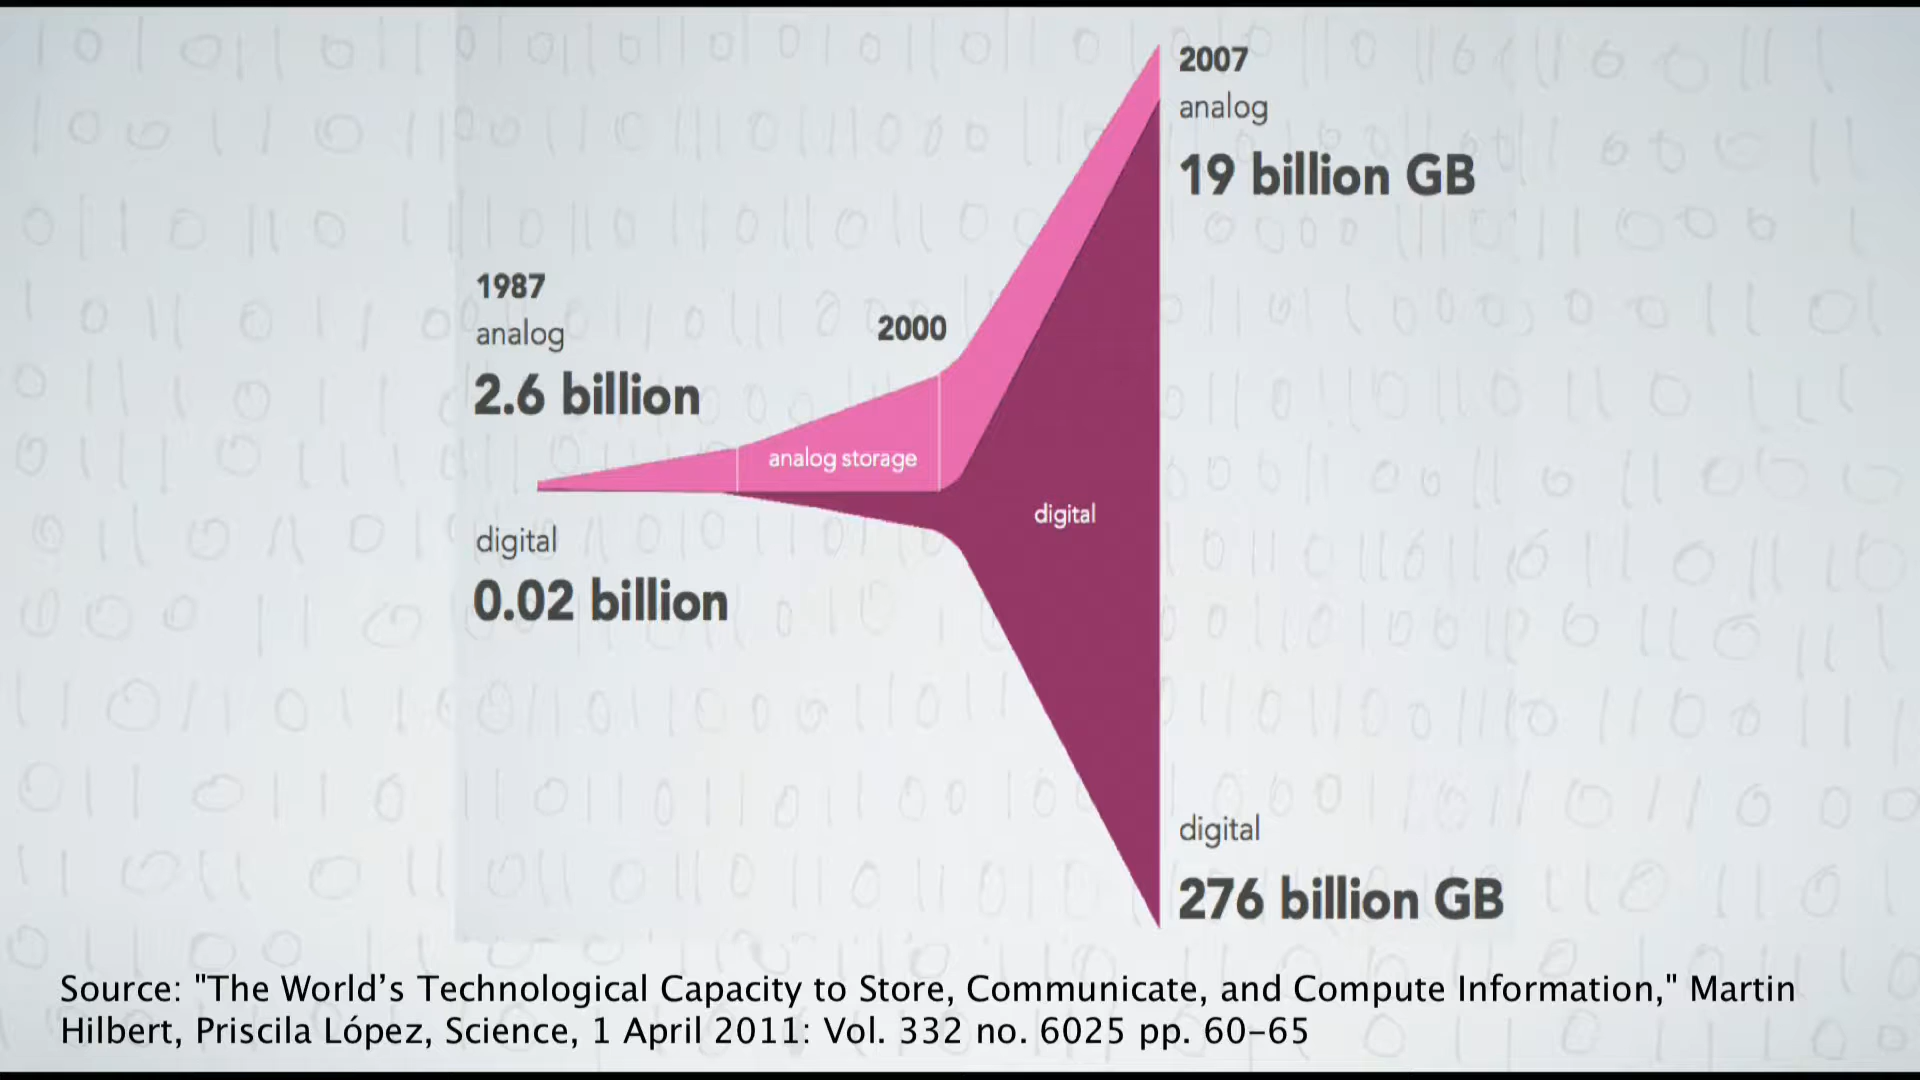 2007
analog
19 billion GB
1987
analog
2.6 billion
2000
analog storage
digital
digital
0.02 billion
digital
276 billion GB
Source: "The World’s Technological Capacity to Store, Communicate, and Compute Information," Martin
Hilbert, Priscila López, Science, 1 April 2011: Vol. 332 no. 6025 pp. 60–65